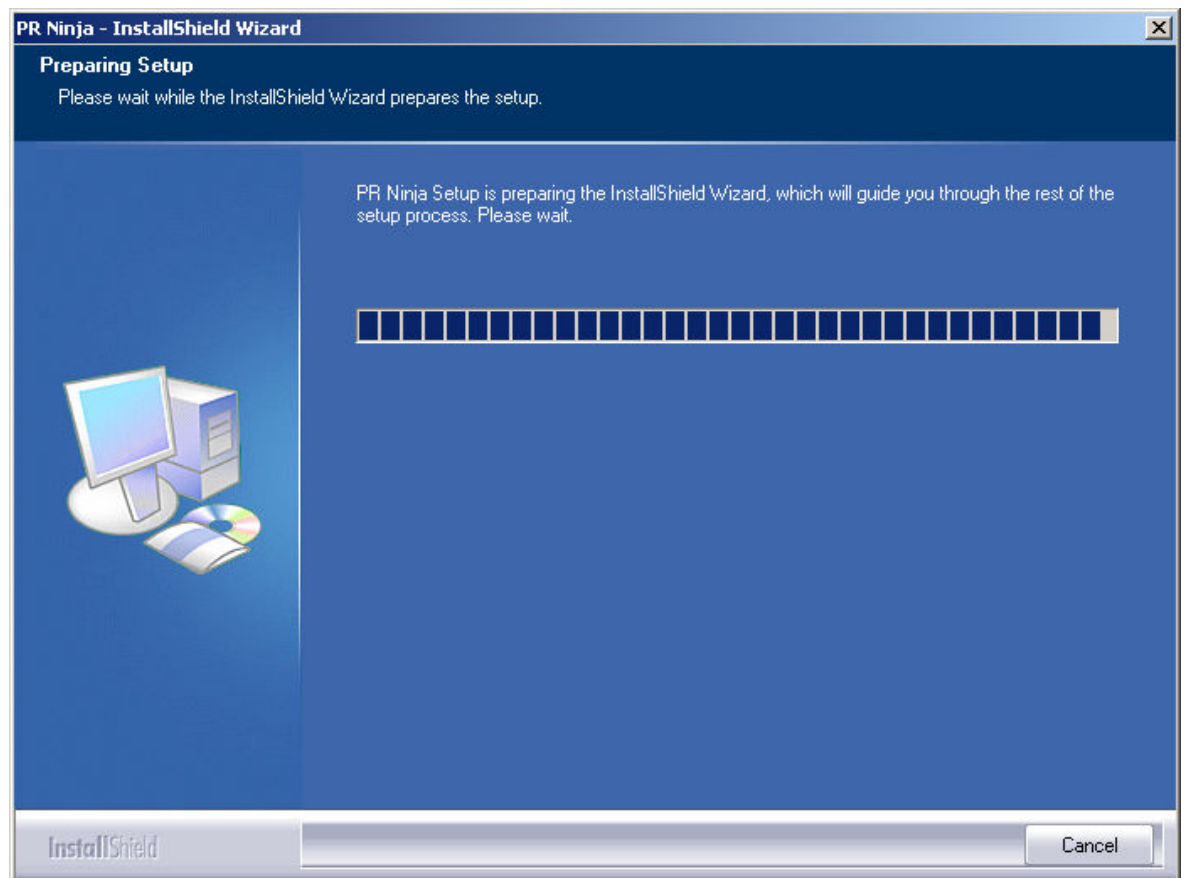 PR Ninja - InstallShield Wizard
Preparing Setup
Please wait while the InstallShield Wizard prepares the setup.
PR Ninja Setup is preparing the InstallShield Wizard, which will guide you through the rest of the
setup process. Please wait.
InstallShield
Cancel